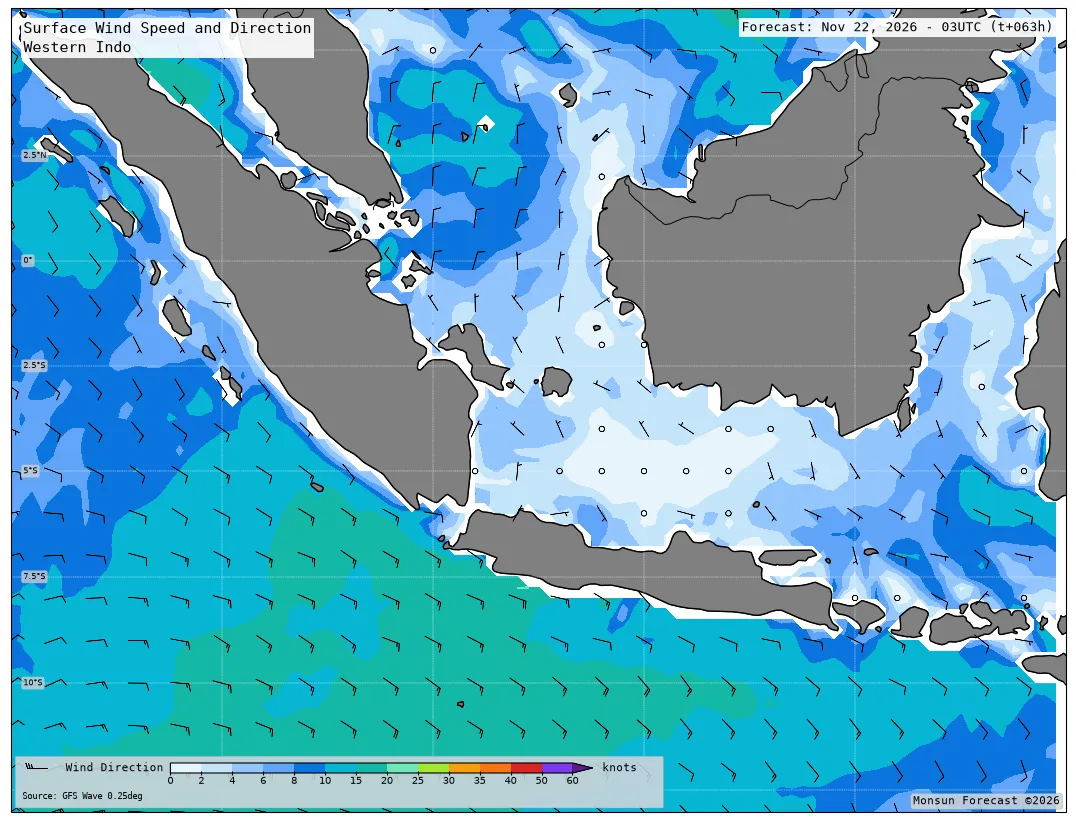 Surface Wind Speed and Direction
Western Indo
Forecast: Nov 22, 2026 - 03UTC (t+063h)
2.5°N
0°
2.5°S
5°S
7.5°S
10°S
Wind Direction
0 2 4 6 8 10 15 20 25 30 35 40 50 60
knots
Source: GFS Wave 0.25deg
Monsun Forecast ©2026